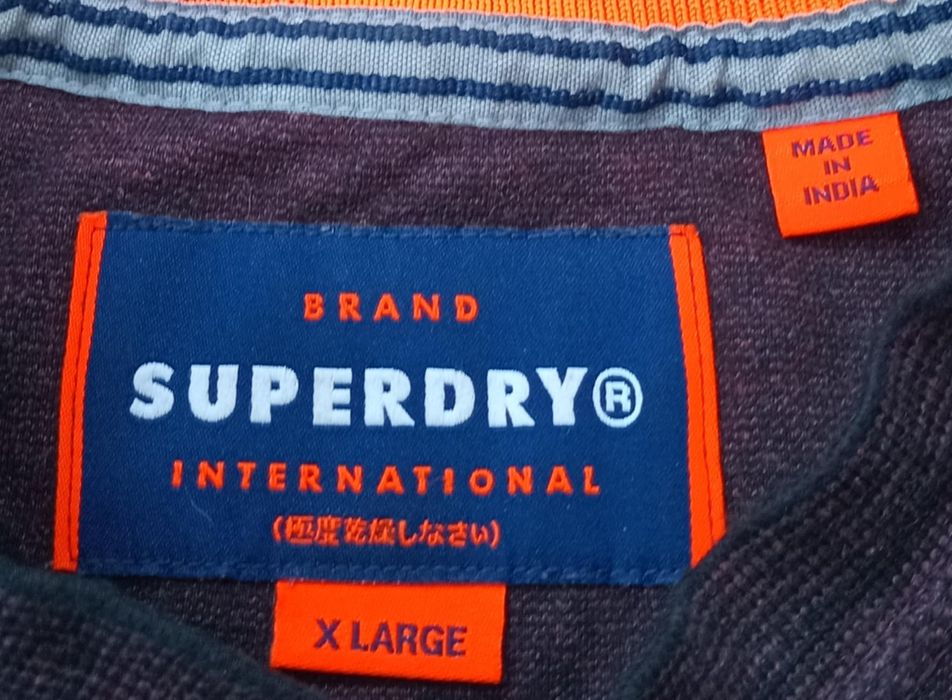 MADE
IN
INDIA
BRAND
SUPERDRY®
INTERNATIONAL
(極度乾燥しなさい)
X LARGE